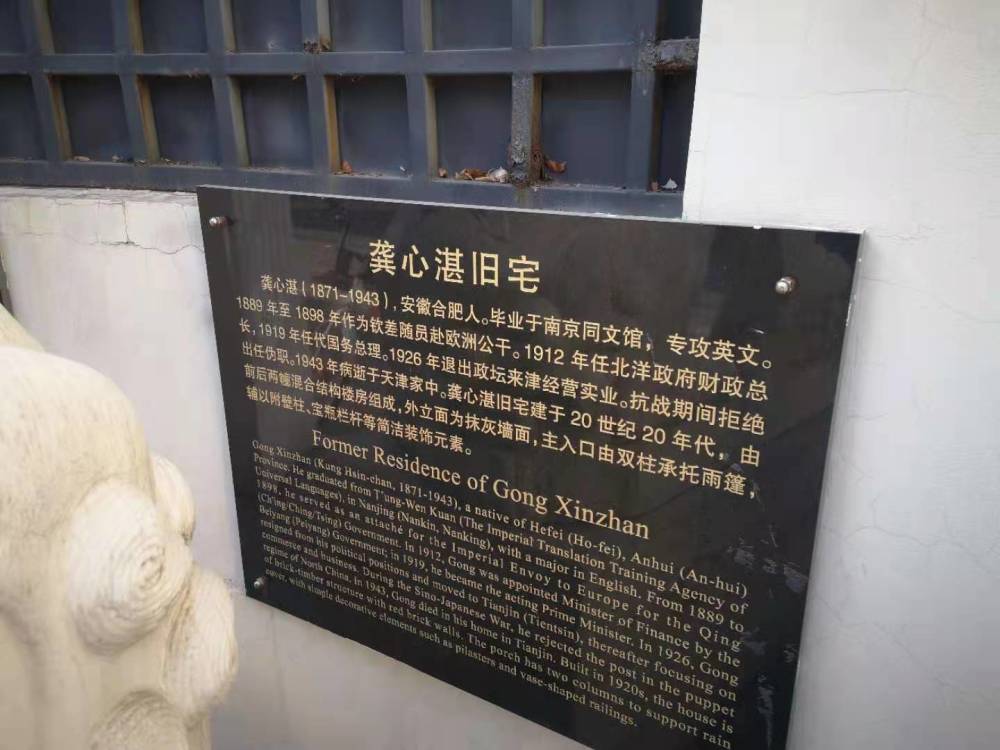 龚心湛旧宅
龚心湛(1871-1943),安徽合肥人。毕业于南京同文馆,专攻英文。
1889年至1898年作为钦差随员赴欧洲公干。1912年任北洋政府财政总
长,1919年任代国务总理。1926年退出政坛来津经营实业。抗战期间拒绝
出任伪职。1943年病逝于天津家中。龚心湛旧宅建于20世纪20年代,由
前后两幢混合结构楼房组成,外立面为抹灰墙面,主入口由双柱承托雨篷,
辅以附壁柱、宝瓶栏杆等简洁装饰元素。
Former Residence of Gong Xinzhan
Gong Xinzhan (Kung Hsin-chan, 1871-1943), a native of Hefei (Ho-fei), Anhui (An-hui)
Province. He graduated from T'ung-Wen Kuan (The Imperial Translation Training Agency of
Universal Languages), in Nanjing (Nankin, Nanking), with a major in English. From 1889 to
1898, he served as an attaché for the Imperial Envoy to Europe for the Qing
(Ch'ing/Ching/Tsing) Government. In 1912, Gong was appointed Minister of Finance by the
Beiyang (Peiyang) Government; in 1919, he became the acting Prime Minister. In 1926, Gong
resigned from his political positions and moved to Tianjin (Tientsin), thereafter focusing on
commerce and business. During the Sino-Japanese War, he rejected the post in the puppet
regime of North China. In 1943, Gong died in his home in Tianjin. Built in 1920s, the house is
of brick-timber structure with red brick walls. The porch has two columns to support rain
cover, with simple decorative elements such as pilasters and vase-shaped railings.